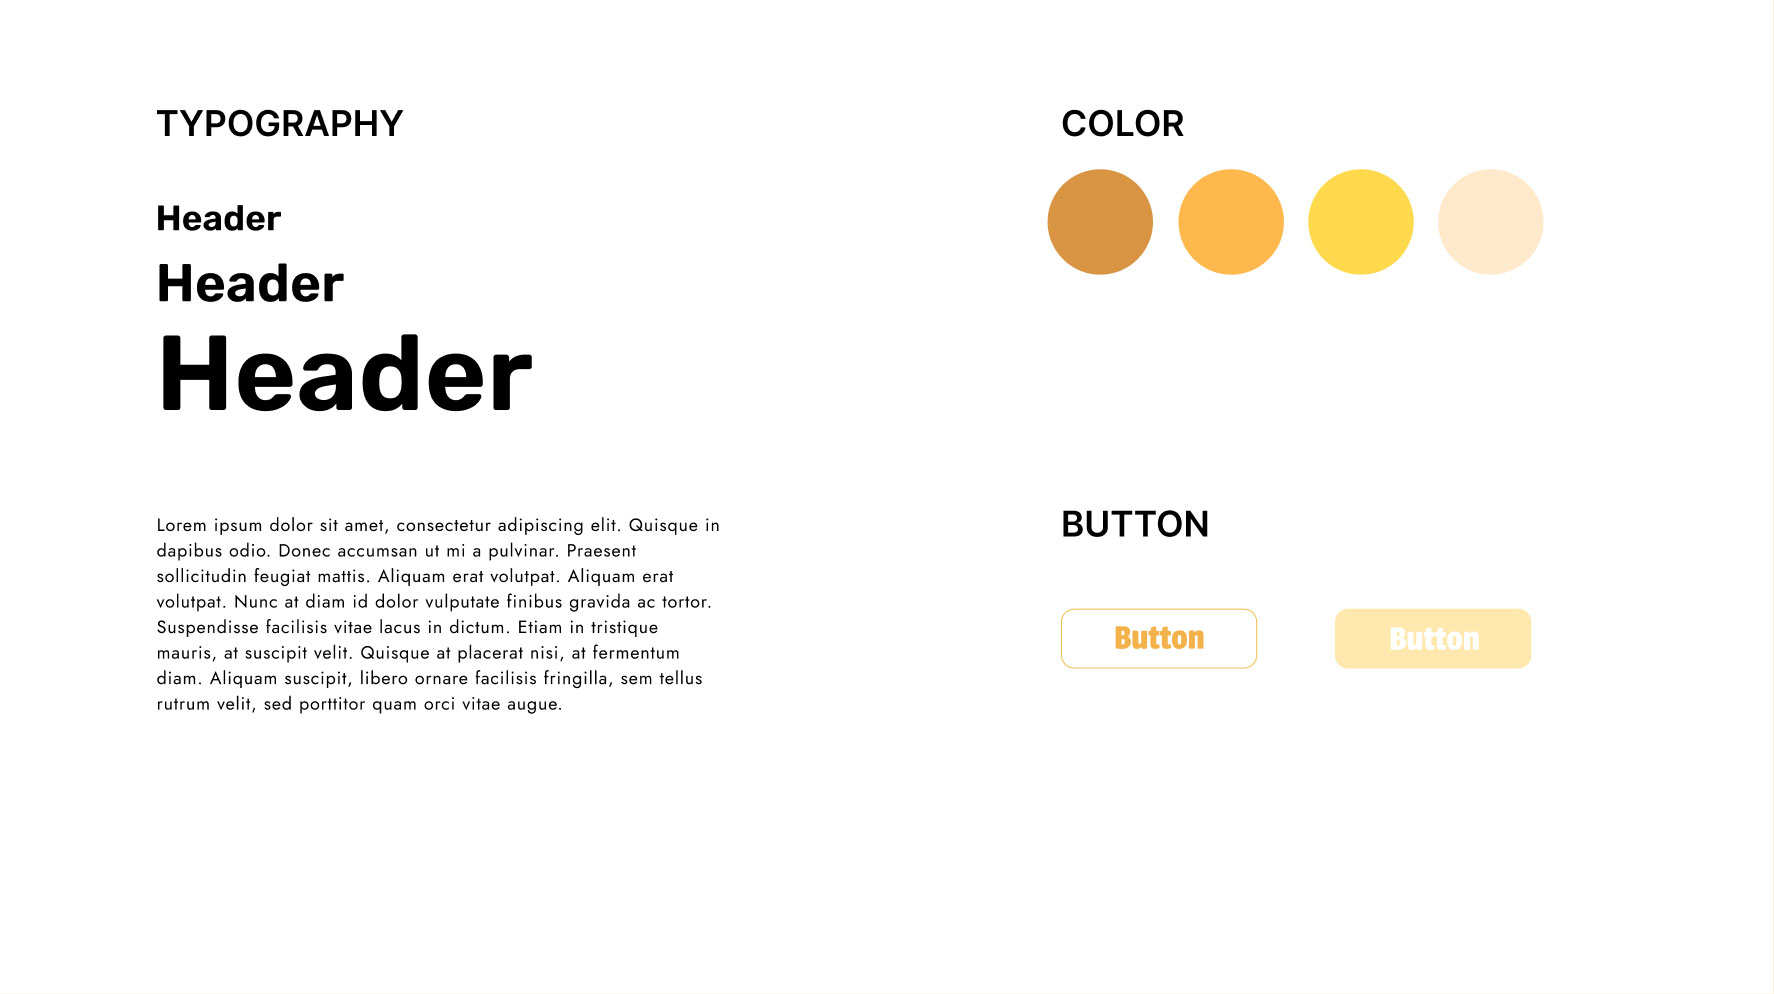 TYPOGRAPHY
Header
Header
Header
Lorem ipsum dolor sit amet, consectetur adipiscing elit. Quisque in
dapibus odio. Donec accumsan ut mi a pulvinar. Praesent
sollicitudin feugiat mattis. Aliquam erat volutpat. Aliquam erat
volutpat. Nunc at diam id dolor vulputate finibus gravida ac tortor.
Suspendisse facilisis vitae lacus in dictum. Etiam in tristique
mauris, at suscipit velit. Quisque at placerat nisi, at fermentum
diam. Aliquam suscipit, libero ornare facilisis fringilla, sem tellus
rutrum velit, sed porttitor quam orci vitae augue.
COLOR
BUTTON
Button
Button